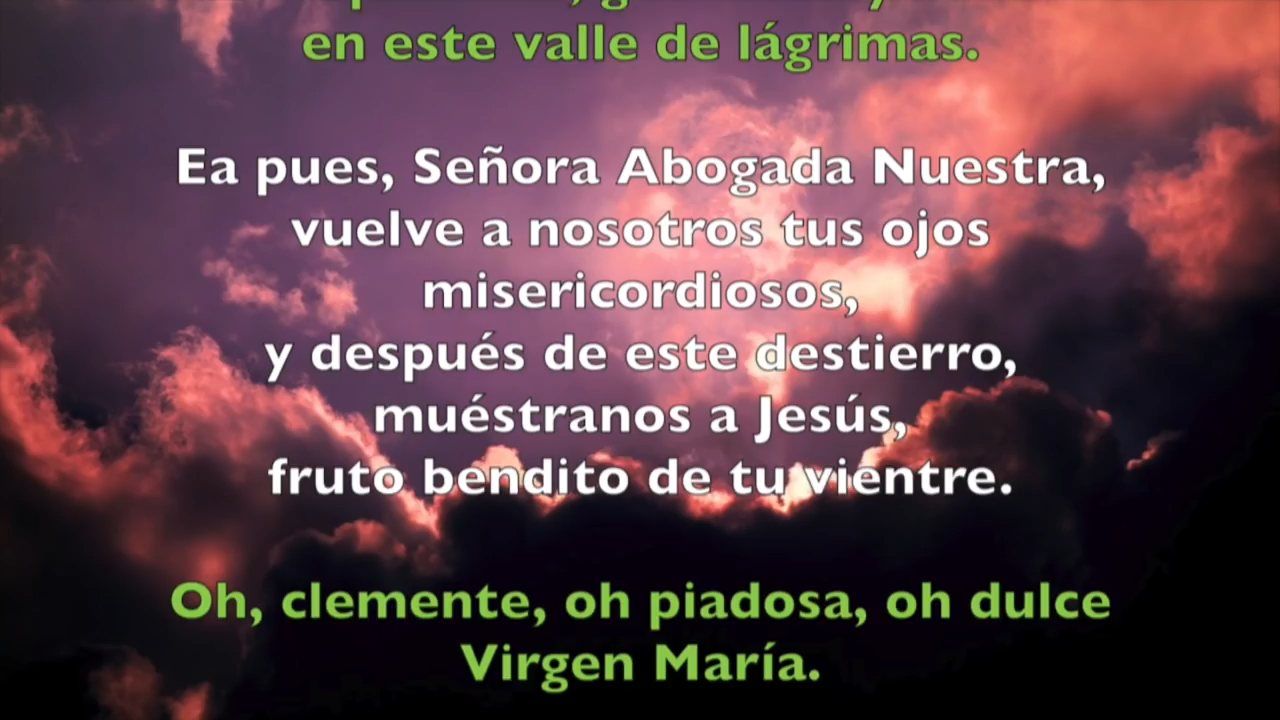 en este valle de lágrimas.
Ea pues, Señora Abogada Nuestra,
vuelve a nosotros tus ojos
misericordiosos,
y después de este destierro,
muéstranos a Jesús,
fruto bendito de tu vientre.
Oh, clemente, oh piadosa, oh dulce
Virgen María.